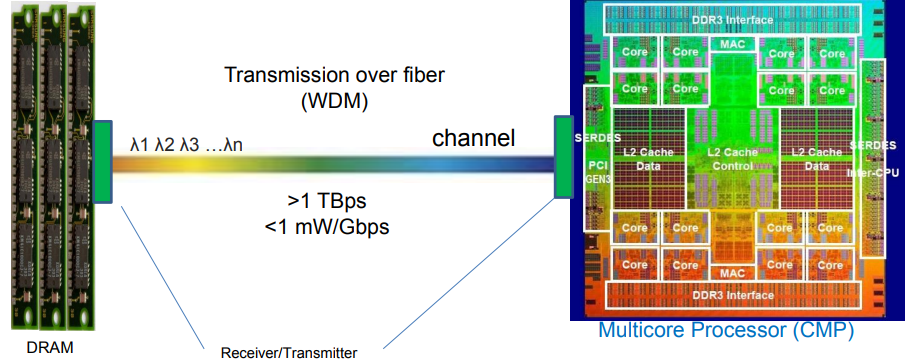 DDR3 Interface
MAC
Core
Core
Core
Core
Core
Core
Core
Core
Transmission over fiber
(WDM)
λ1 λ2 λ3 …λn
channel
SERDES
PCI
GEN3
L2 Cache
Data
L2 Cache
Control
L2 Cache
Data
SERDES
Inter-CPU
>1 TBps
<1 mW/Gbps
Core
Core
Core
Core
Core
Core
Core
Core
MAC
DDR3 Interface
Multicore Processor (CMP)
DRAM
Receiver/Transmitter